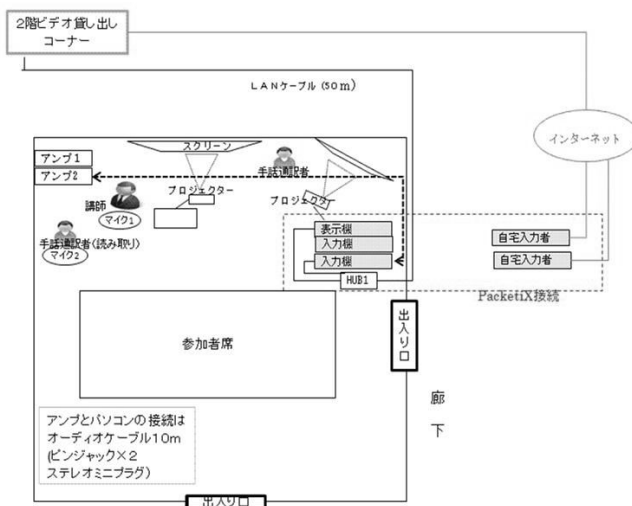 2階ビデオ貸し出し
コーナー
LANケーブル(50m)
インターネット
スクリーン
アンプ1
アンプ2
手話通訳者
プロジェクター
プロジェクター
講師
マイク1
手話通訳者(読み取り)
マイク2
表示機
入力機
入力機
HUB1
自宅入力者
自宅入力者
PacketiX接続
参加者席
出入り口
廊
下
アンプとパソコンの接続は
オーディオケーブル10m
(ピンジャック×2
ステレオミニプラグ)
出入り口